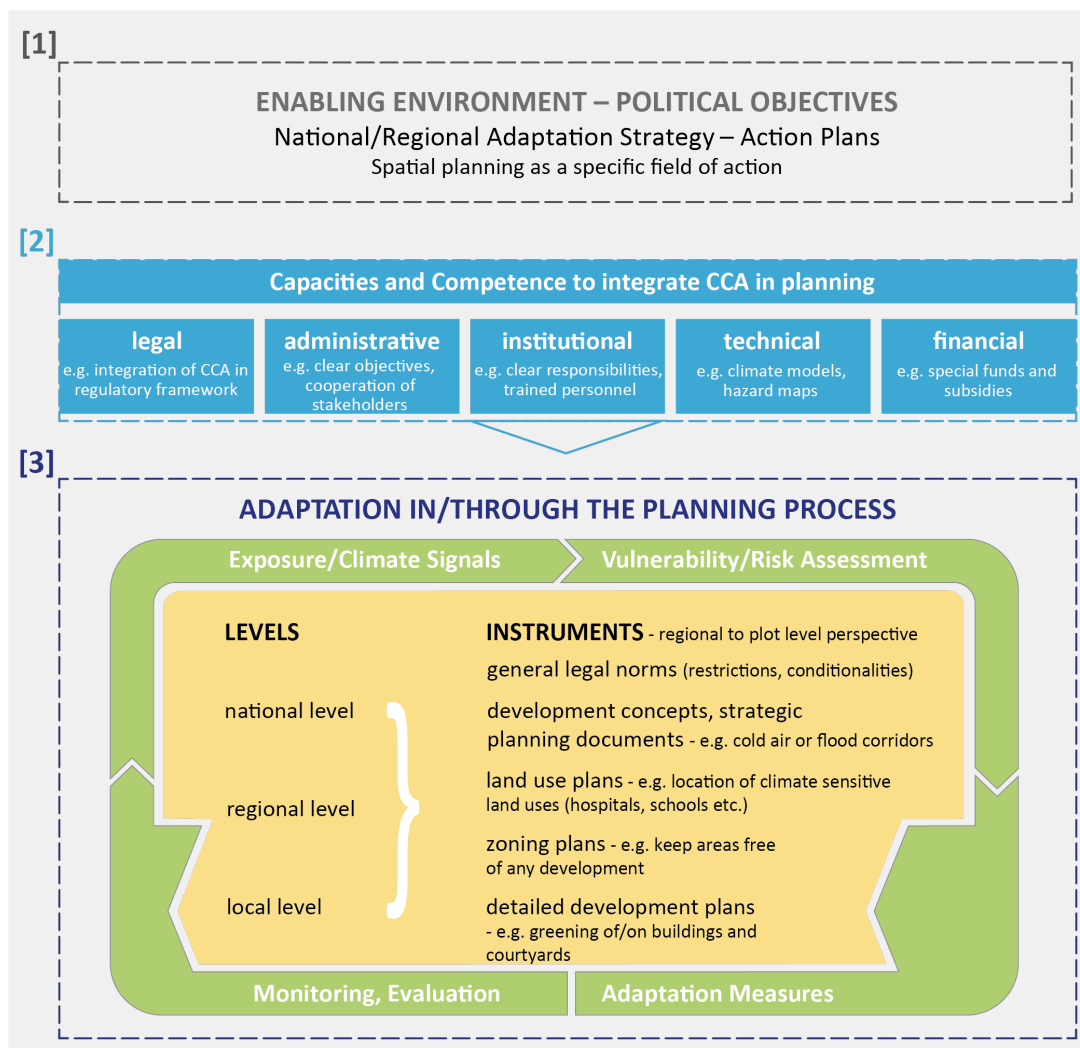 [1]
ENABLING ENVIRONMENT – POLITICAL OBJECTIVES
National/Regional Adaptation Strategy – Action Plans
Spatial planning as a specific field of action
[2]
Capacities and Competence to integrate CCA in planning
legal
e.g. integration of CCA in
regulatory framework
administrative
e.g. clear objectives,
cooperation of
stakeholders
institutional
e.g. clear responsibilities,
trained personnel
technical
e.g. climate models,
hazard maps
financial
e.g. special funds and
subsidies
[3]
ADAPTATION IN/THROUGH THE PLANNING PROCESS
Exposure/Climate Signals
Vulnerability/Risk Assessment
LEVELS
national level
regional level
local level
INSTRUMENTS - regional to plot level perspective
general legal norms (restrictions, conditionalities)
development concepts, strategic
planning documents - e.g. cold air or flood corridors
land use plans - e.g. location of climate sensitive
land uses (hospitals, schools etc.)
zoning plans - e.g. keep areas free
of any development
detailed development plans
- e.g. greening of/on buildings and
courtyards
Monitoring, Evaluation
Adaptation Measures